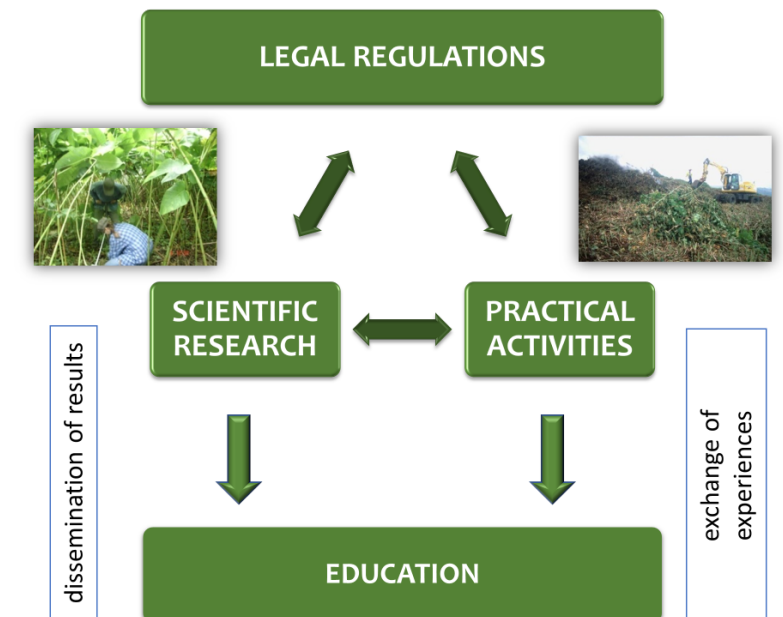 LEGAL REGULATIONS
SCIENTIFIC
RESEARCH
PRACTICAL
ACTIVITIES
dissemination of results
exchange of
experiences
EDUCATION